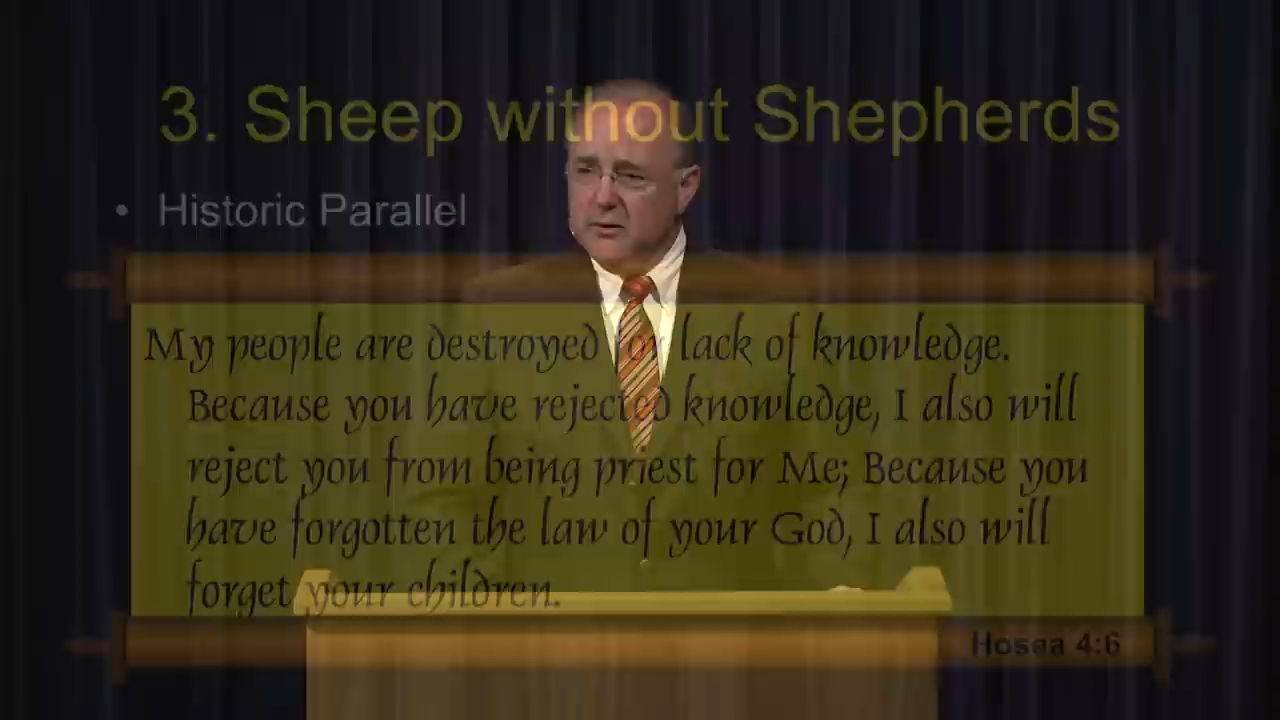 3. Sheep without Shepherds
• Historic Parallel
My people are destroyed for lack of knowledge.
Because you have rejected knowledge, I also will
reject you from being priest for Me; Because you
have forgotten the law of your God, I also will
forget your children.
Hosea 4:6